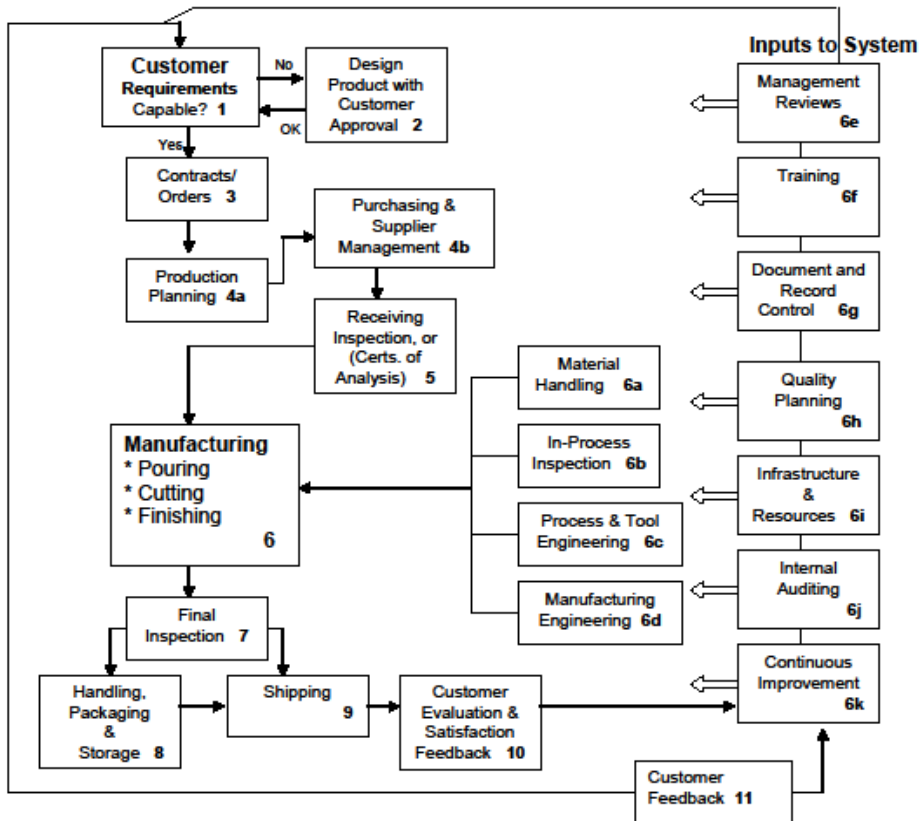 Inputs to System
Customer
Requirements
Capable? 1
No
OK
Yes
Design
Product with
Customer
Approval 2
Contracts/
Orders 3
Production
Planning 4a
Purchasing &
Supplier
Management 4b
Receiving
Inspection, or
(Certs. of
Analysis) 5
Manufacturing
* Pouring
* Cutting
* Finishing
6
Material
Handling 6a
In-Process
Inspection 6b
Process & Tool
Engineering 6c
Manufacturing
Engineering 6d
Final
Inspection 7
Handling,
Packaging
&
Storage 8
Shipping
9
Customer
Evaluation &
Satisfaction
Feedback 10
Management
Reviews
6e
Training
6f
Document and
Record
Control 6g
Quality
Planning
6h
Infrastructure
&
Resources 6i
Internal
Auditing
6j
Continuous
Improvement
6k
Customer
Feedback 11